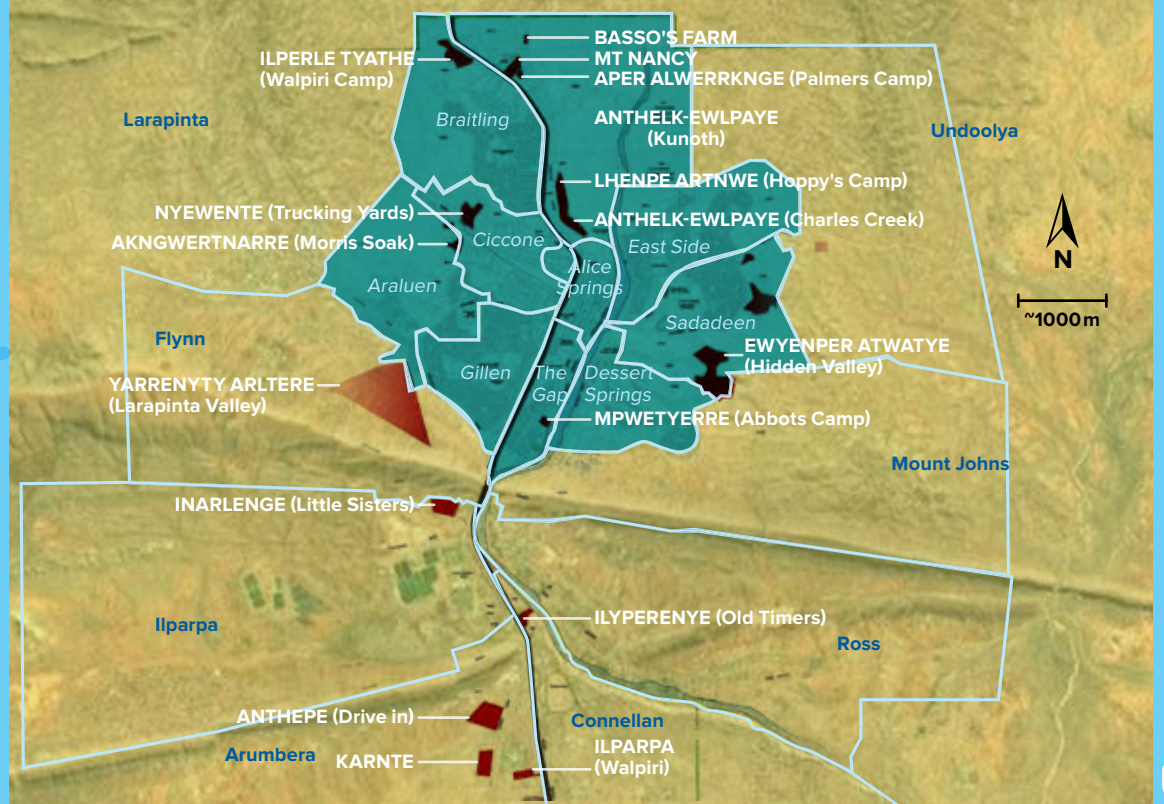 BASSO'S FARM
ILPERLE TYATHE
(Walpiri Camp)
MT NANCY
APER ALWERRKNGE (Palmers Camp)
Larapinta
Braitling
ANTHELK-EWLPAYE
(Kunoth)
Undoolya
LHENPE ARTNWE (Hoppy's Camp)
NYEWENTE (Trucking Yards)
ANTHELK-EWLPAYE (Charles Creek)
AKNGWERTNARRE (Morris Soak)
Ciccone
East Side
Alice
Springs
N
Araluen
~1000 m
Sadadeen
Flynn
EWYENPER ATWATYE
(Hidden Valley)
YARRENYTY ARLTERE
(Larapinta Valley)
Gillen
The
Gap
Dessert
Springs
MPWETYERRE (Abbots Camp)
Mount Johns
INARLENGE (Little Sisters)
Ilparpa
ILYPERENYE (Old Timers)
Ross
ANTHEPE (Drive in)
Connellan
Arumbera
KARNTE
ILPARPA
(Walpiri)